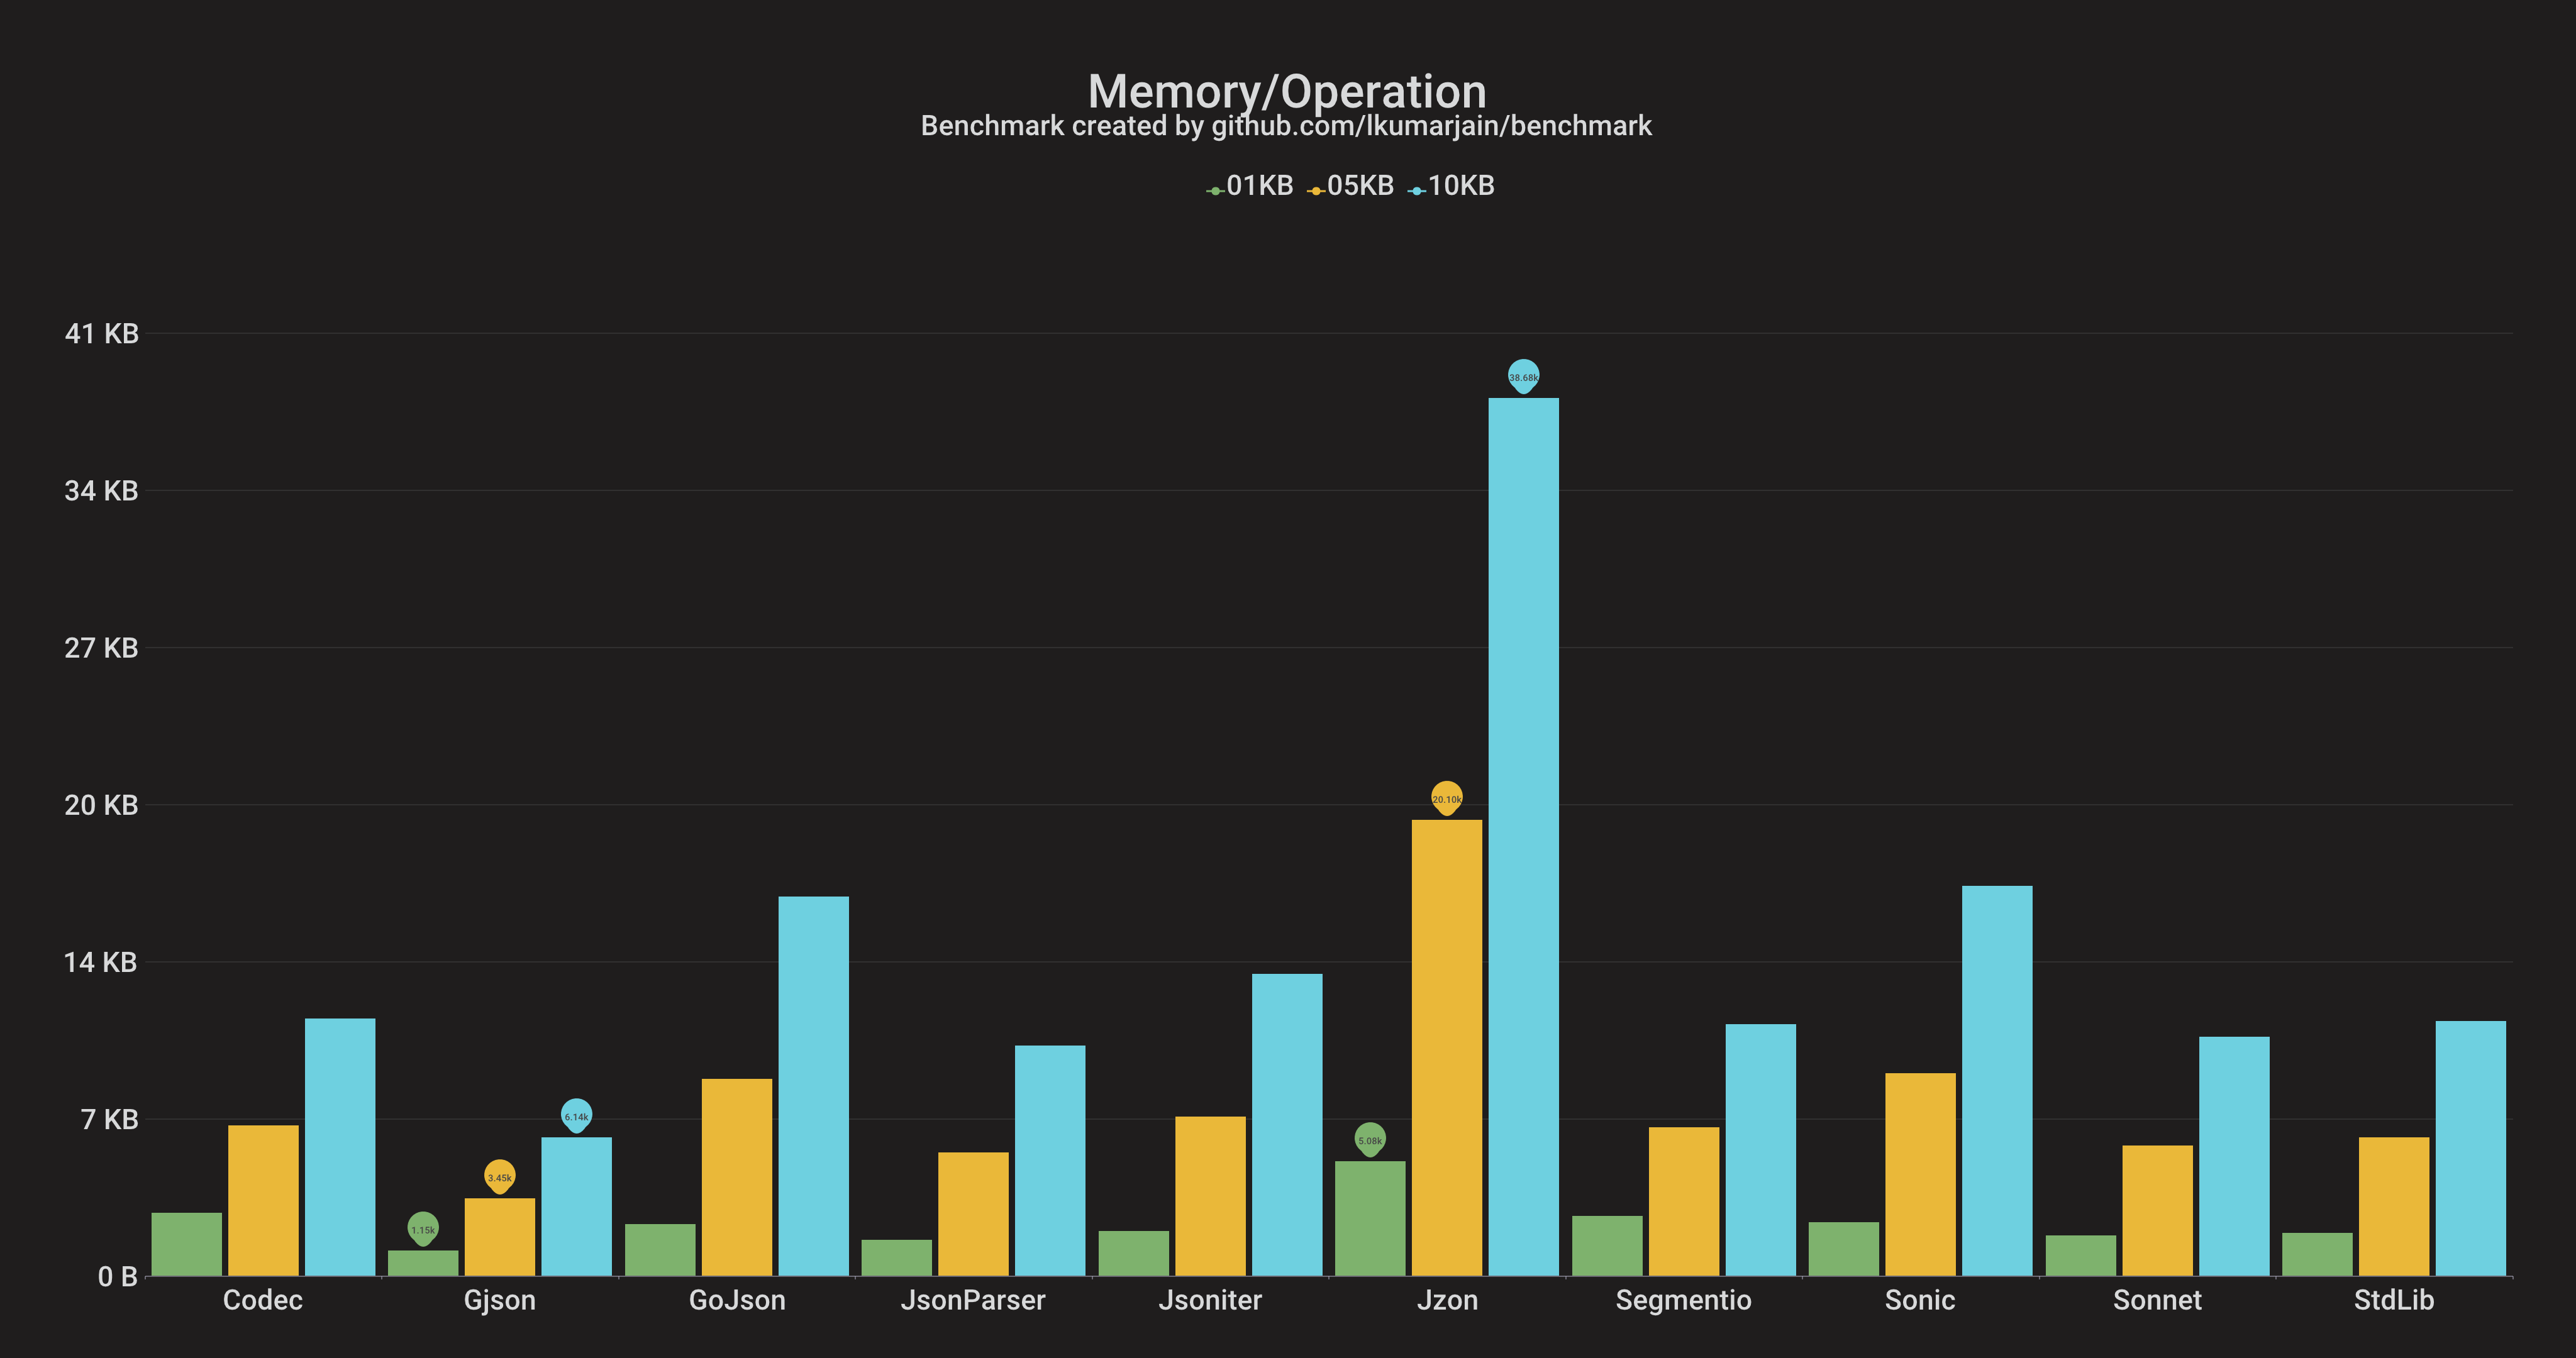 Memory/Operation
Benchmark created by github.com/lkumarjain/benchmark
01KB 05KB 10KB
41 KB
34 KB
27 KB
20 KB
14 KB
7 KB
0 B
38.68k
20.10k
6.14k
5.08k
3.45k
1.15k
Codec Gjson GoJson JsonParser Jsoniter Jzon Segmentio Sonic Sonnet StdLib